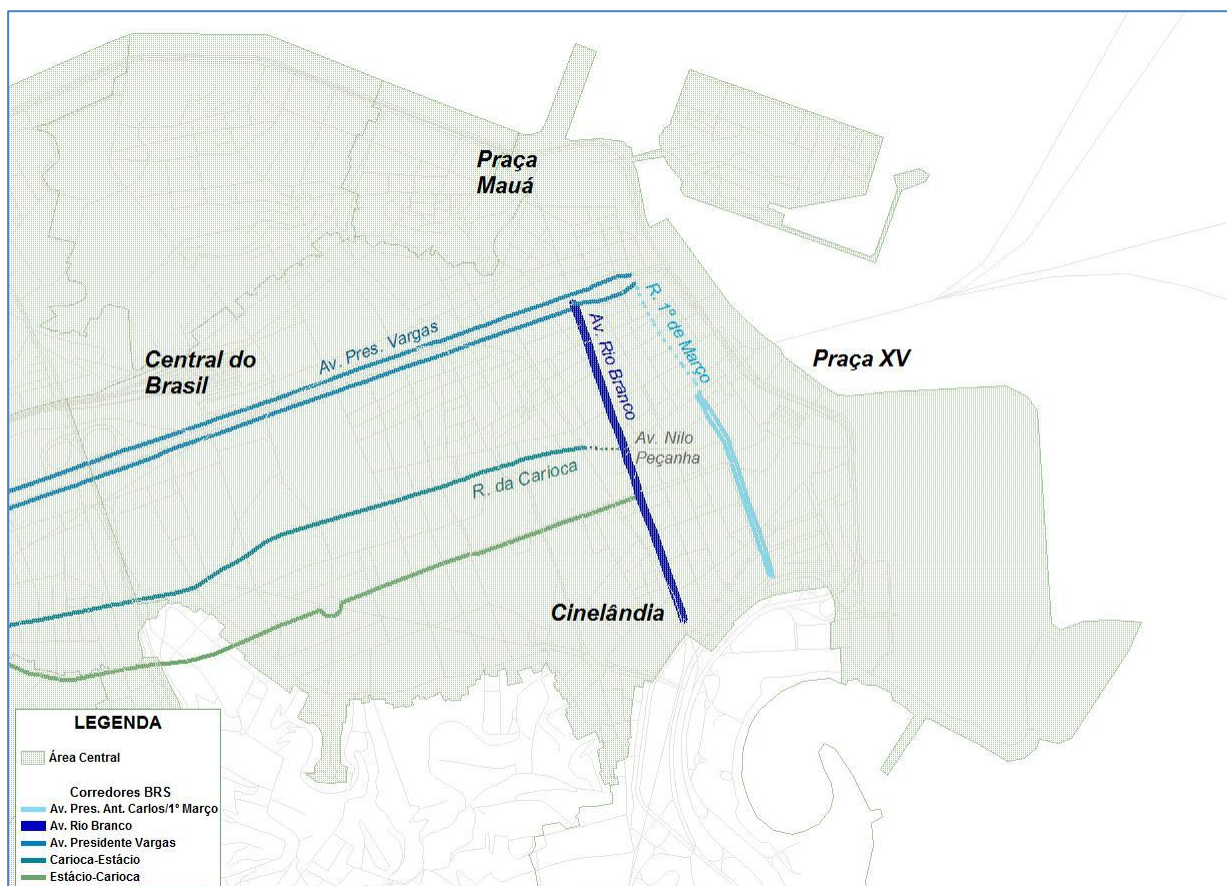 Praça
Mauá
R. 1º de Março
Av. Pres. Vargas
Av. Rio Branco
Central do
Brasil
Praça XV
Av. Nilo
Peçanha
R. da Carioca
Cinelândia
LEGENDA
Área Central
Corredores BRS
Av. Pres. Ant. Carlos/1º Março
Av. Rio Branco
Av. Presidente Vargas
Carioca-Estácio
Estácio-Carioca